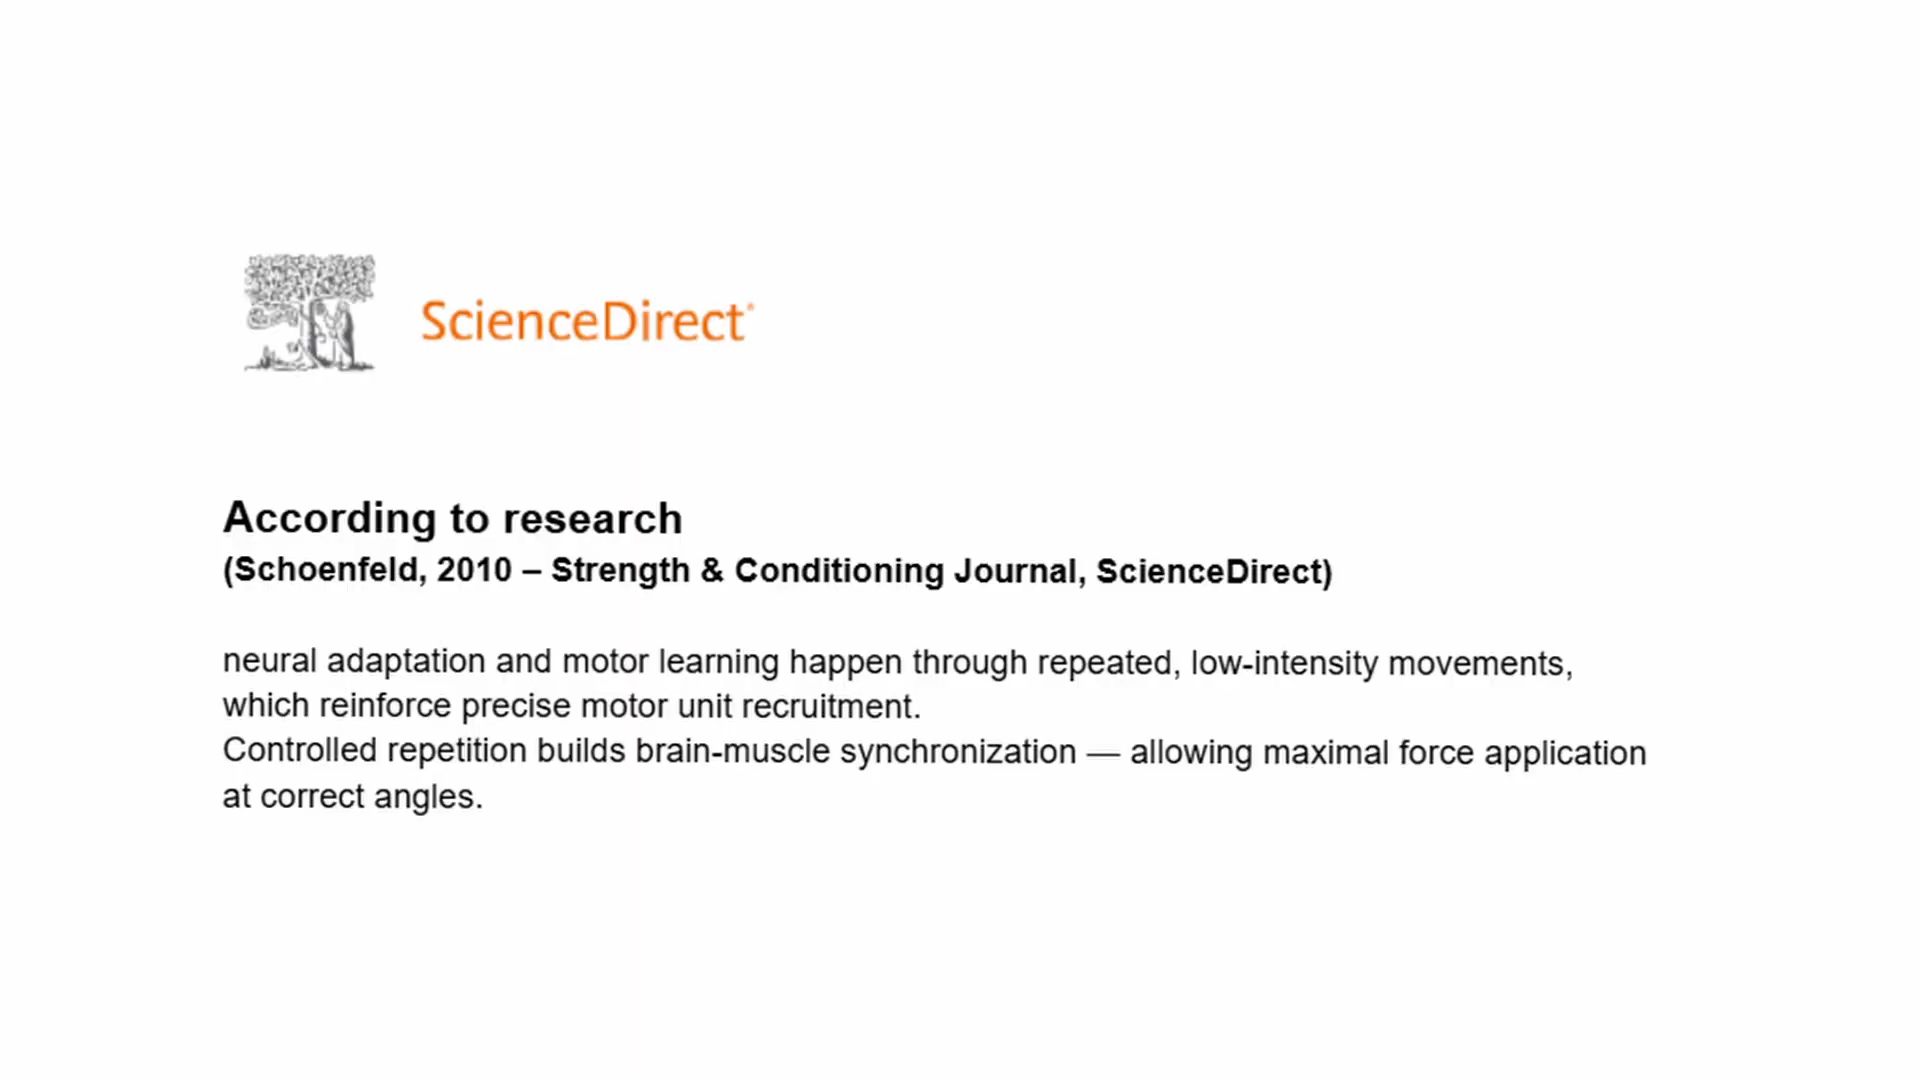 ScienceDirect
According to research
(Schoenfeld, 2010 – Strength & Conditioning Journal, ScienceDirect)
neural adaptation and motor learning happen through repeated, low-intensity movements,
which reinforce precise motor unit recruitment.
Controlled repetition builds brain-muscle synchronization — allowing maximal force application
at correct angles.